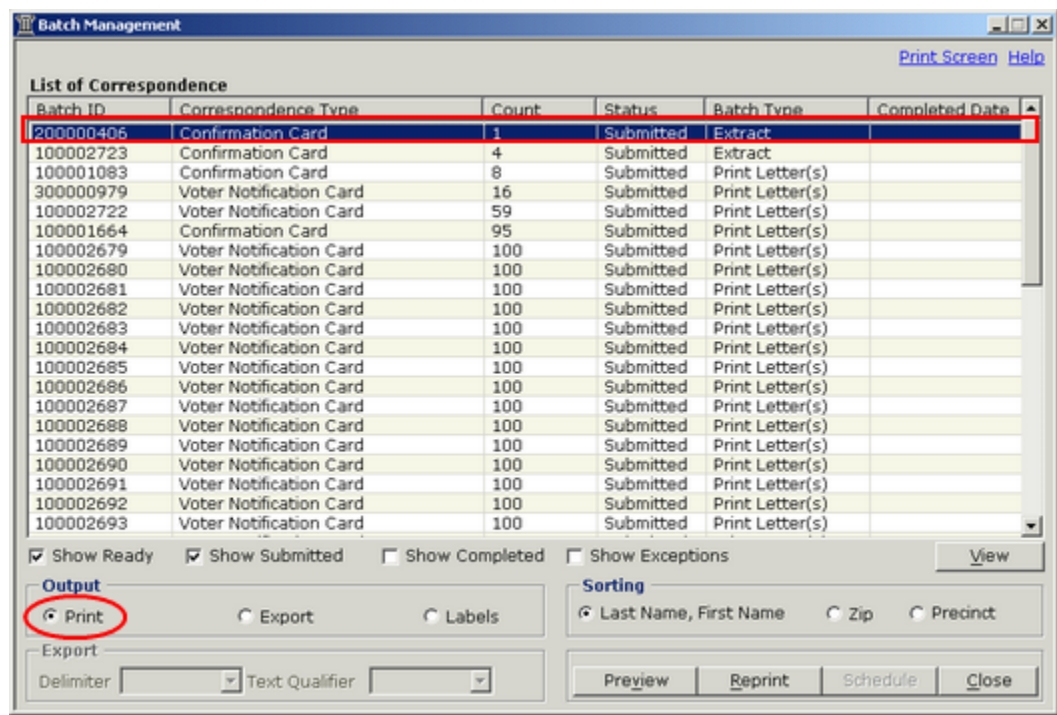 Batch Management
Print Screen Help
List of Correspondence
Batch ID Correspondence Type Count Status Batch Type Completed Date
200000406 Confirmation Card 1 Submitted Extract
100002723 Confirmation Card 4 Submitted Extract
100001083 Confirmation Card 8 Submitted Print Letter(s)
300000979 Voter Notification Card 16 Submitted Print Letter(s)
100002722 Voter Notification Card 59 Submitted Print Letter(s)
100001664 Confirmation Card 95 Submitted Print Letter(s)
100002679 Voter Notification Card 100 Submitted Print Letter(s)
100002680 Voter Notification Card 100 Submitted Print Letter(s)
100002681 Voter Notification Card 100 Submitted Print Letter(s)
100002682 Voter Notification Card 100 Submitted Print Letter(s)
100002683 Voter Notification Card 100 Submitted Print Letter(s)
100002684 Voter Notification Card 100 Submitted Print Letter(s)
100002685 Voter Notification Card 100 Submitted Print Letter(s)
100002686 Voter Notification Card 100 Submitted Print Letter(s)
100002687 Voter Notification Card 100 Submitted Print Letter(s)
100002688 Voter Notification Card 100 Submitted Print Letter(s)
100002689 Voter Notification Card 100 Submitted Print Letter(s)
100002690 Voter Notification Card 100 Submitted Print Letter(s)
100002691 Voter Notification Card 100 Submitted Print Letter(s)
100002692 Voter Notification Card 100 Submitted Print Letter(s)
100002693 Voter Notification Card 100 Submitted Print Letter(s)
Show Ready Show Submitted Show Completed Show Exceptions View
Output Sorting
Print Export Labels Last Name, First Name Zip Precinct
Export
Delimiter Text Qualifier Preview Reprint Schedule Close